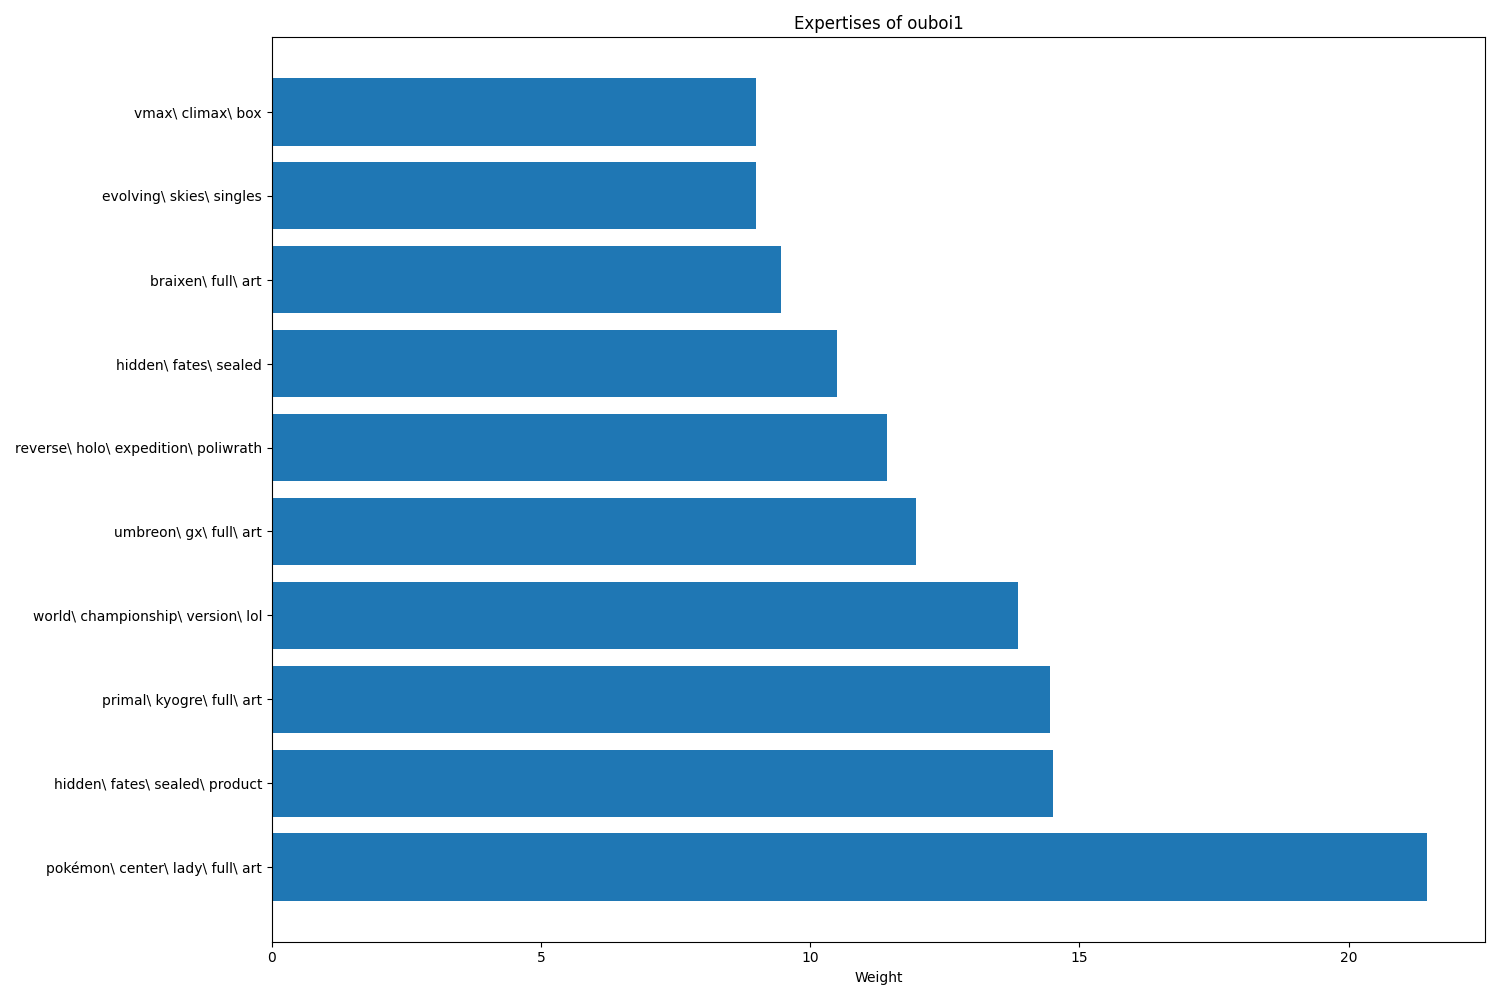 Expertises of ouboi1
vmax\ climax\ box
evolving\ skies\ singles
braixen\ full\ art
hidden\ fates\ sealed
reverse\ holo\ expedition\ poliwrath
umbreon\ gx\ full\ art
world\ championship\ version\ lol
primal\ kyogre\ full\ art
hidden\ fates\ sealed\ product
pokémon\ center\ lady\ full\ art
0 5 10 15 20
Weight